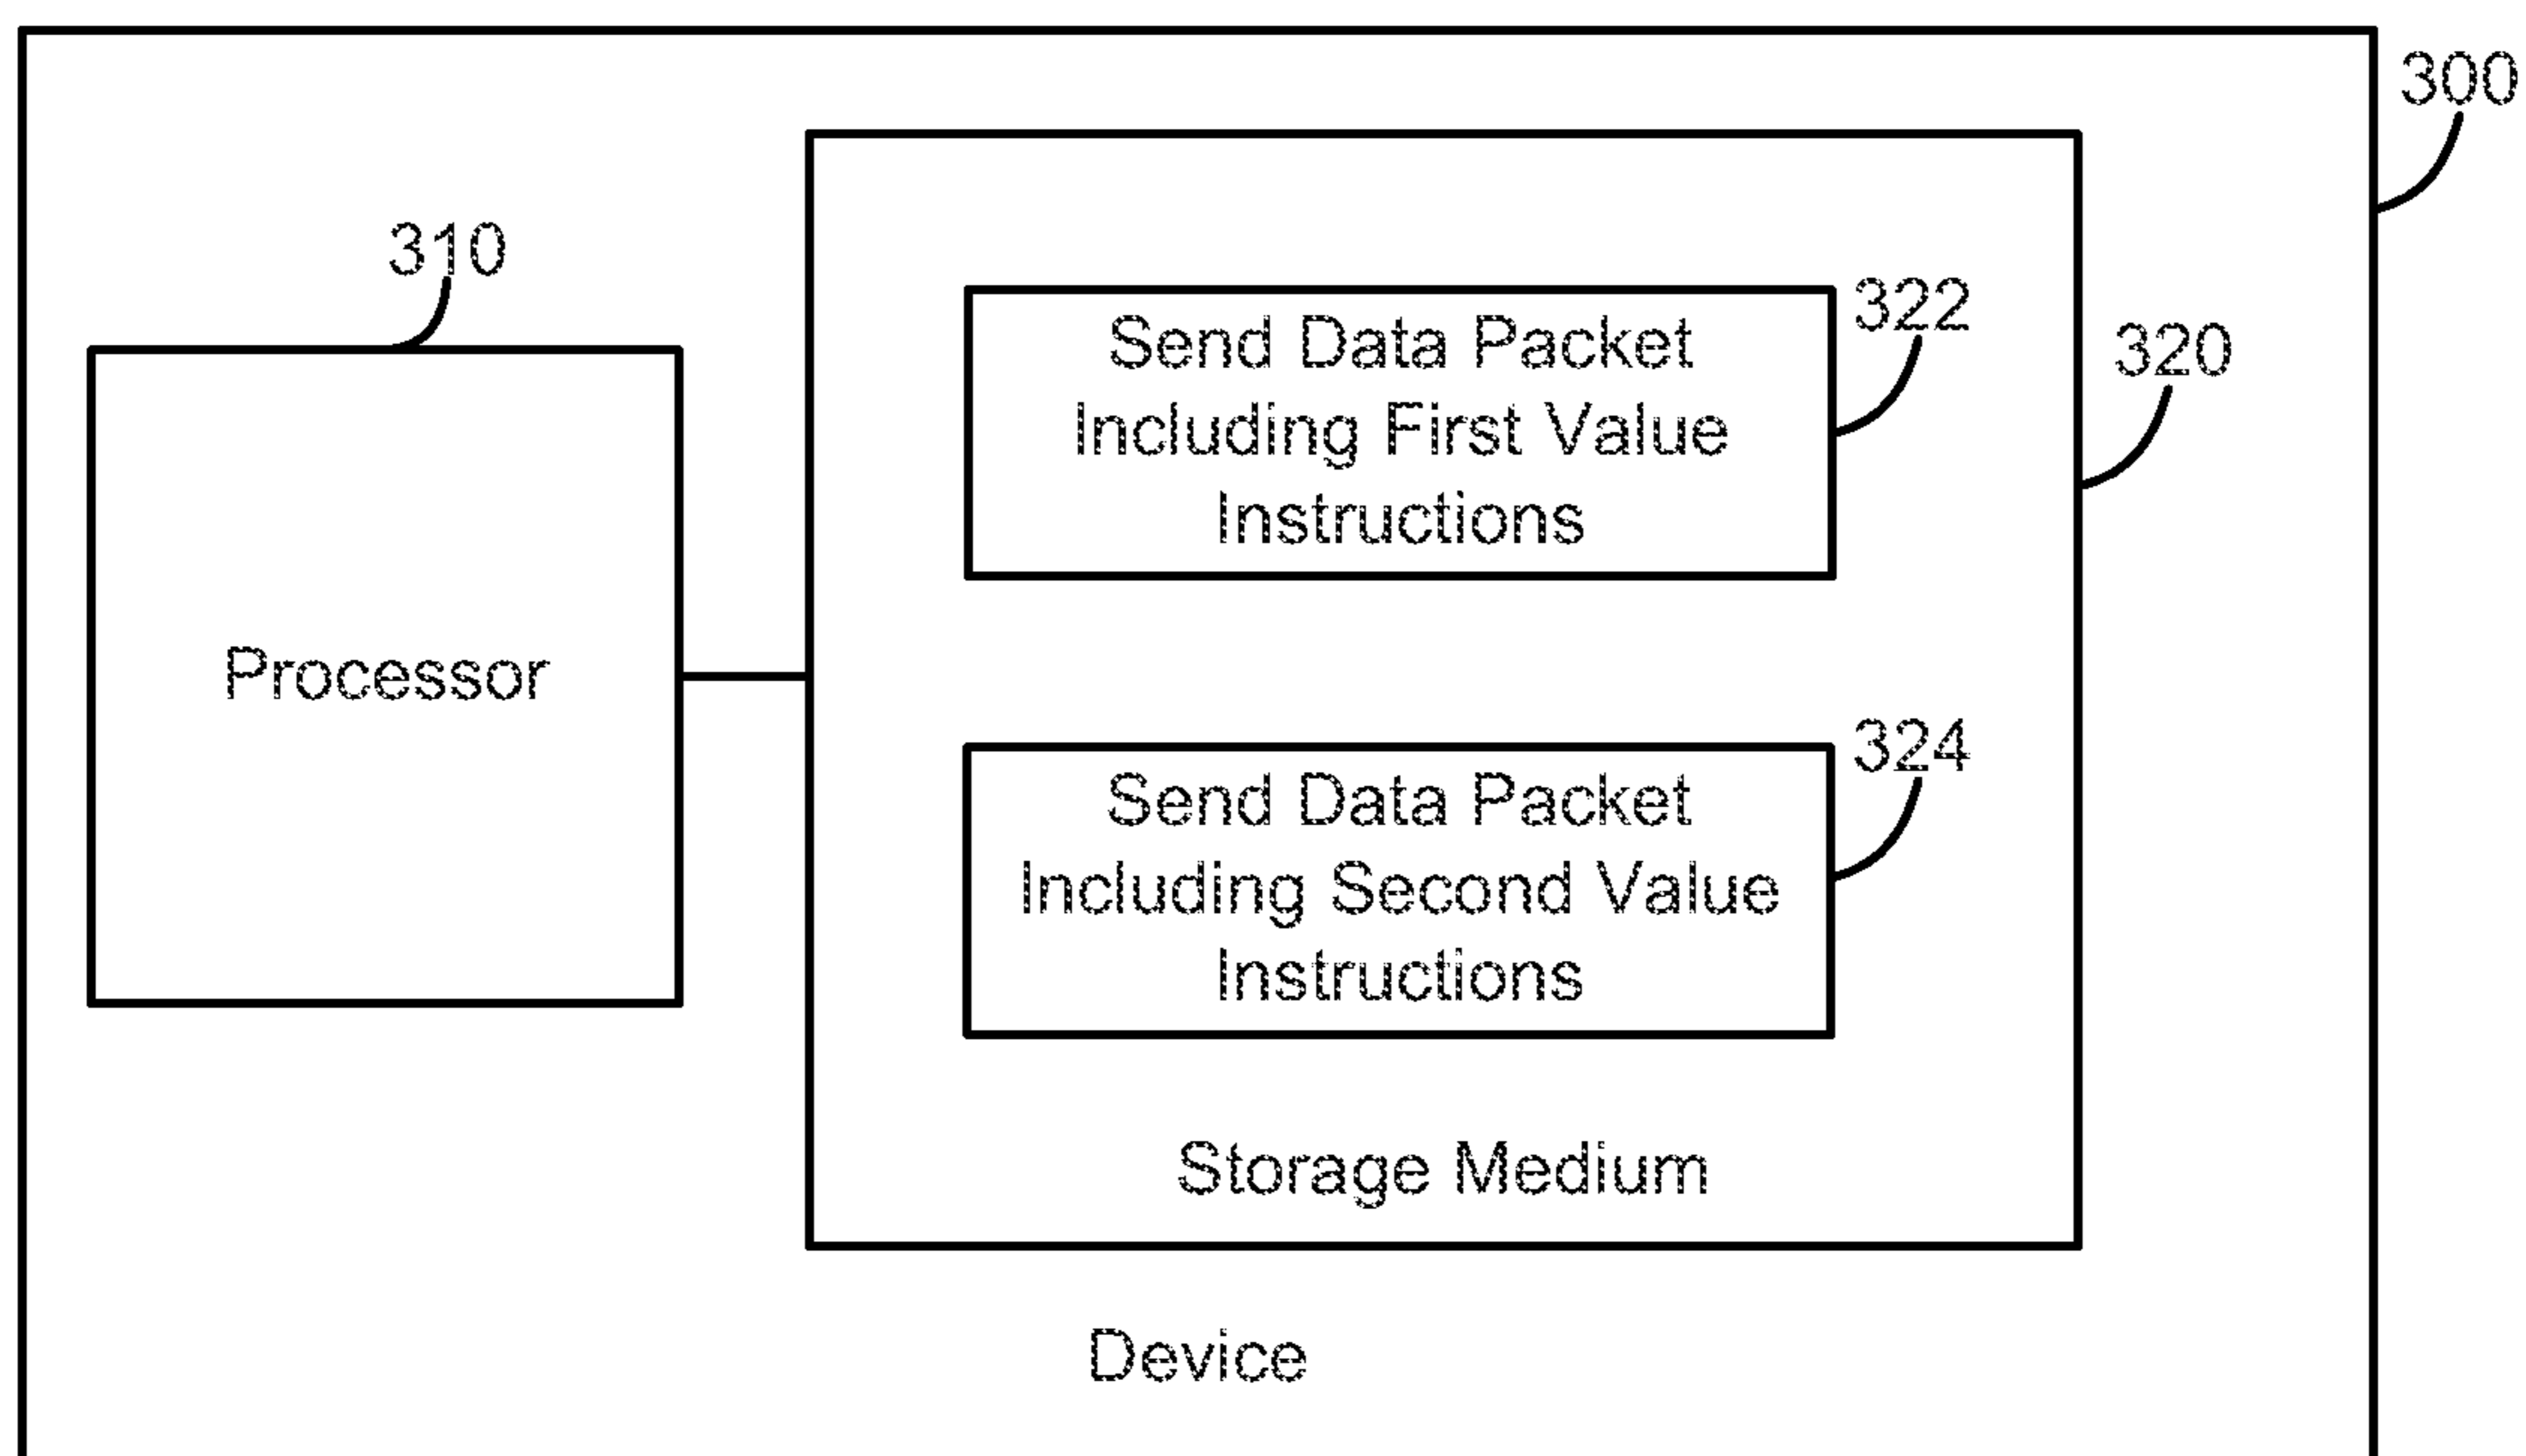 300
310
322
Send Data Packet
Including First Value
Instructions
320
Processor
324
Send Data Packet
Including Second Value
Instructions
Storage Medium
Device